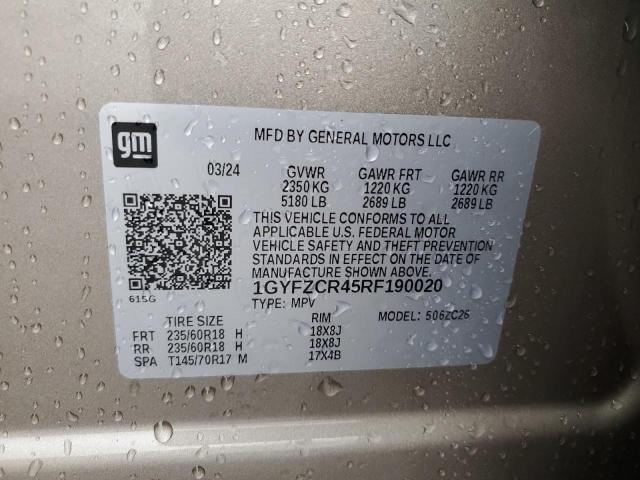 gm
MFD BY GENERAL MOTORS LLC
03/24 GVWR GAWR FRT GAWR RR
2350 KG 1220 KG 1220 KG
5180 LB 2689 LB 2689 LB
THIS VEHICLE CONFORMS TO ALL
APPLICABLE U.S. FEDERAL MOTOR
VEHICLE SAFETY AND THEFT PREVENTION
STANDARDS IN EFFECT ON THE DATE OF
MANUFACTURE SHOWN ABOVE.
1GYFZCR45RF190020
615G
TYPE: MPV MODEL: 506ZC26
TIRE SIZE RIM
FRT 235/60R18 H 18X8J
RR 235/60R18 H 18X8J
SPA T145/70R17 M 17X4B